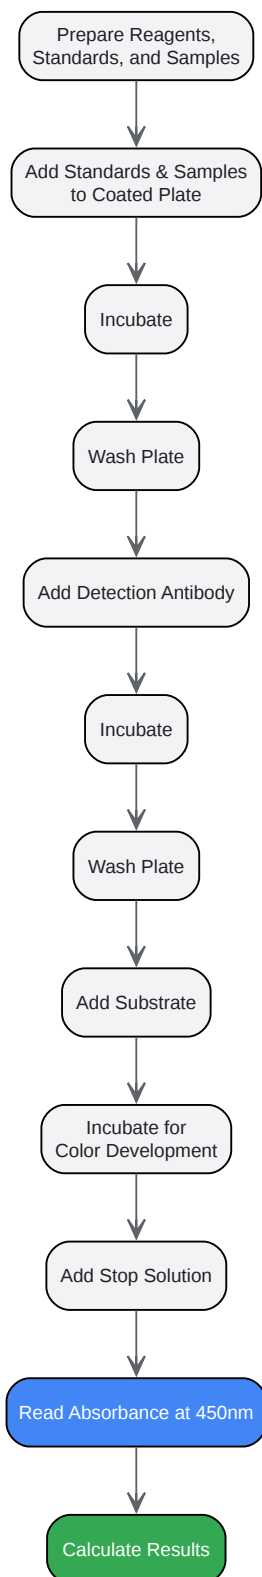 Prepare Reagents,
Standards, and Samples
Add Standards & Samples
to Coated Plate
Incubate
Wash Plate
Add Detection Antibody
Incubate
Wash Plate
Add Substrate
Incubate for
Color Development
Add Stop Solution
Read Absorbance at 450nm
Calculate Results